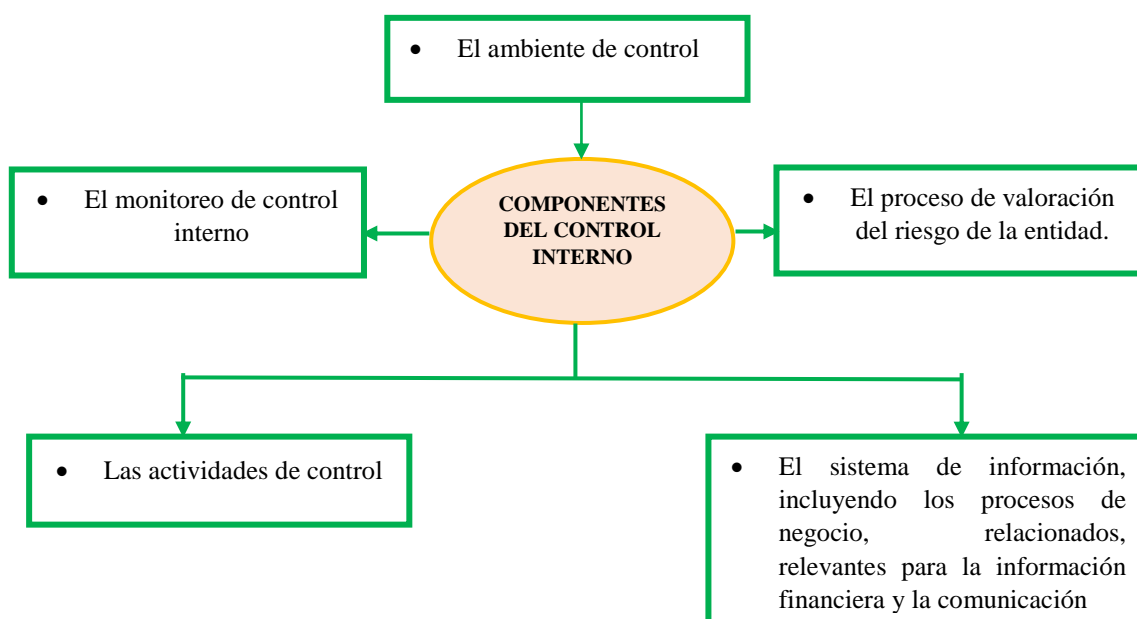 • El ambiente de control
• El monitoreo de control
interno
COMPONENTES
DEL CONTROL
INTERNO
• El proceso de valoración
del riesgo de la entidad.
• Las actividades de control
• El sistema de información,
incluyendo los procesos de
negocio, relacionados,
relevantes para la información
financiera y la comunicación